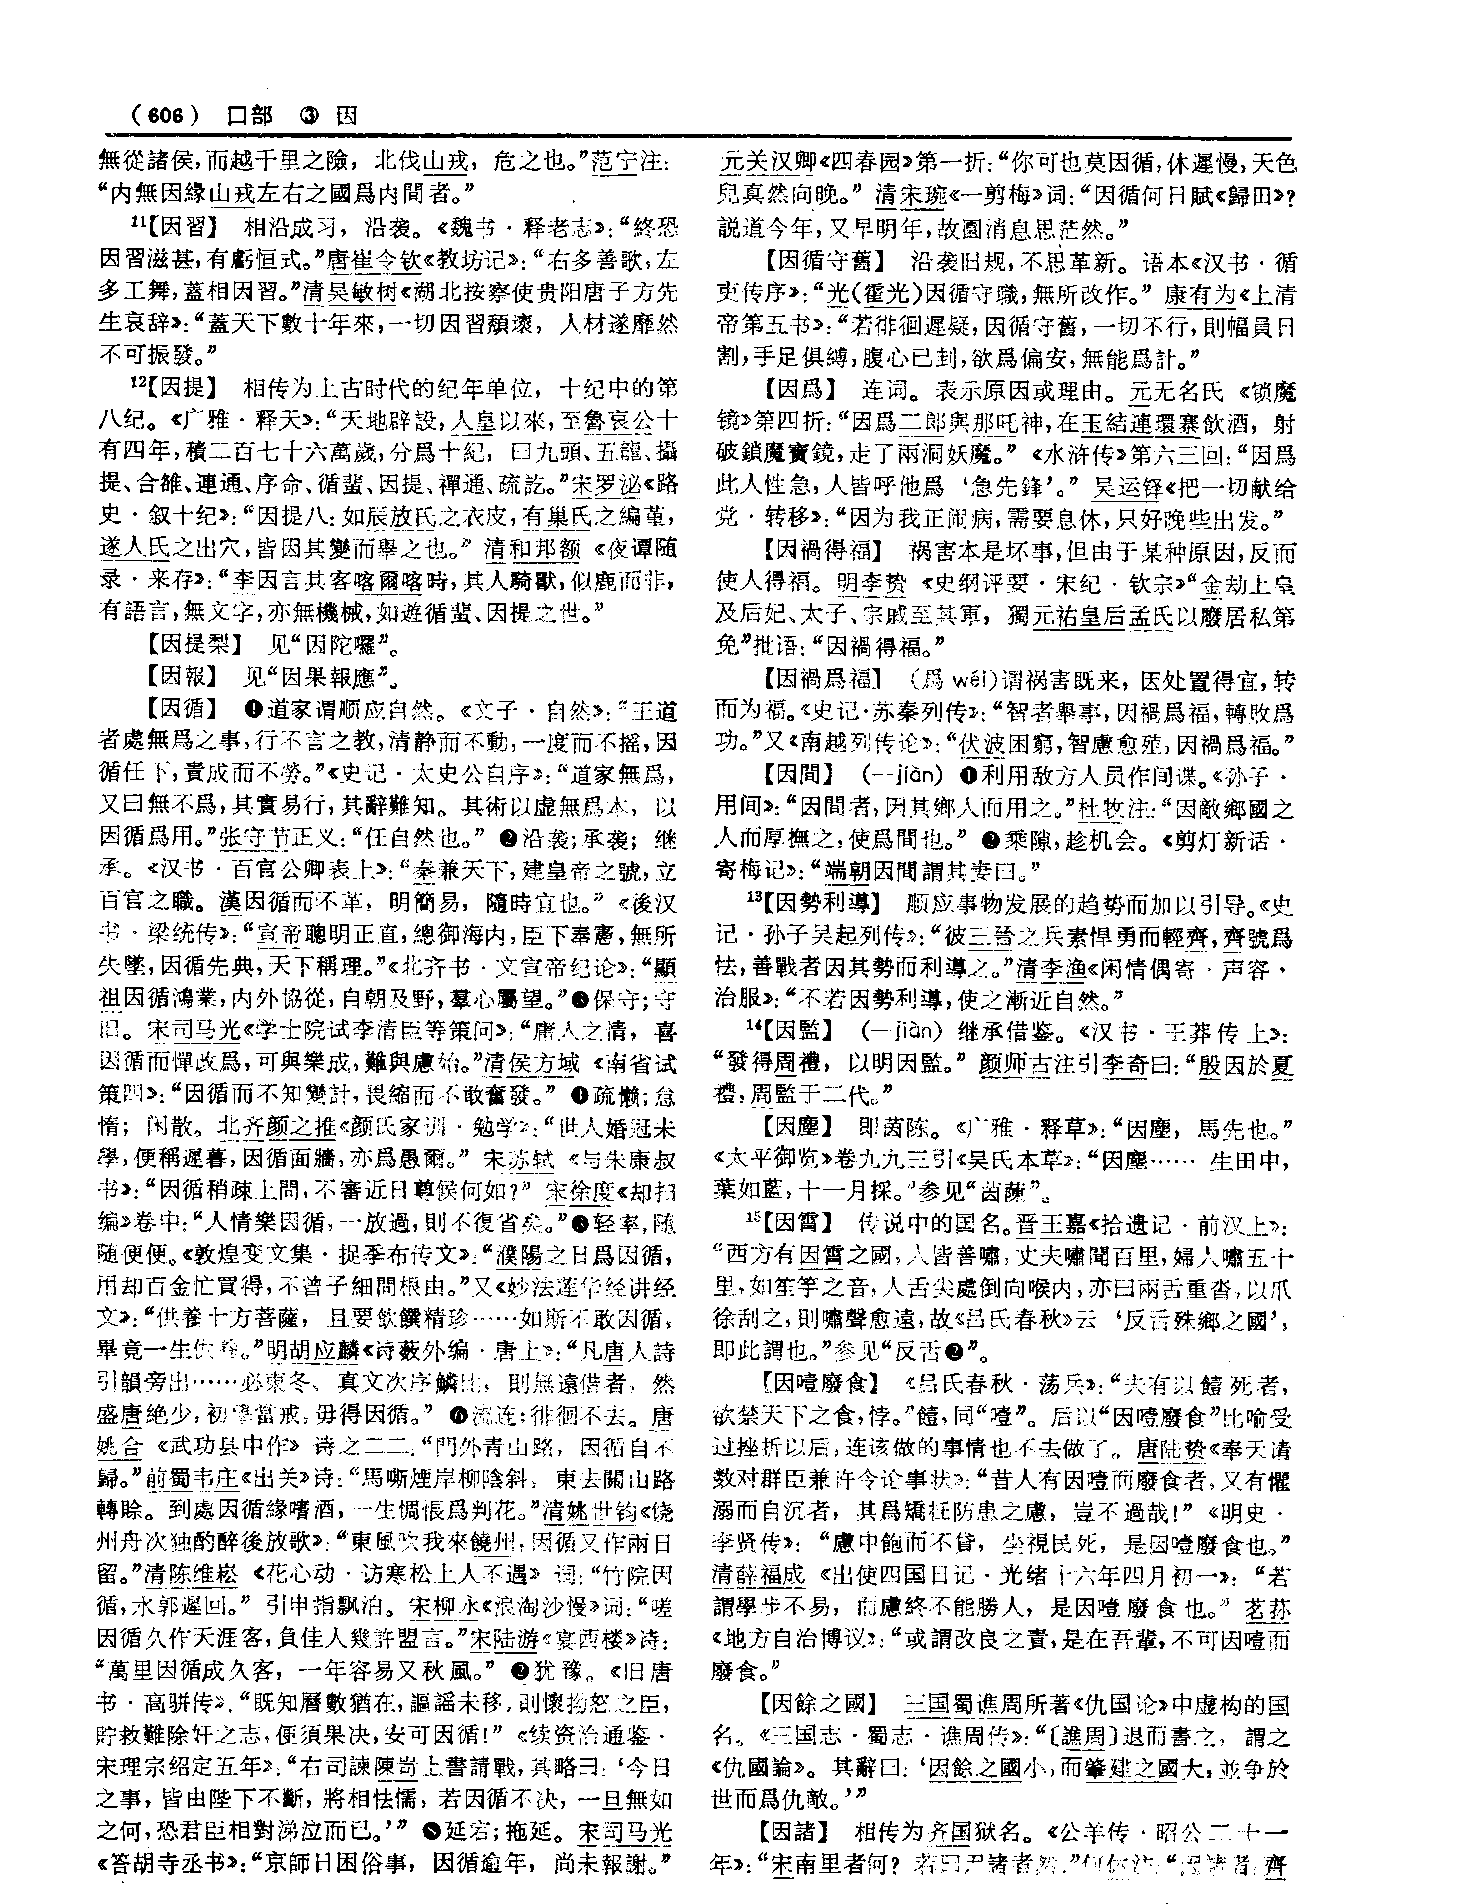 （606） 口部 ③ 因
無從諸侯，而越千里之險，北伐山戎，危之也。”范宁注：
“内無因緣山戎左右之國爲内間者。”
11【因習】 相沿成习，沿袭。《魏书·释老志》：“終恐
因習滋甚，有虧恒式。”唐崔令钦《教坊记》：“右多善歌，左
多工舞，蓋相因習。”清吴敏树《湖北按察使贵阳唐子方先
生哀辞》：“蓋天下數十年來，一切因習頽壞，人材遂靡然
不可振發。”
12【因提】 相传为上古时代的纪年单位，十纪中的第
八纪。《广雅·释天》：“天地辟設，人皇以來，至魯哀公十
有四年，積二百七十六萬歲，分爲十紀，曰九頭、五龍、攝
提、合雒、連通、序命、循蜚、因提、禪通、疏訖。”宋罗泌《路
史·叙十纪》：“因提八：如辰放氏之衣皮，有巢氏之編堇，
遂人氏之出穴，皆因其變而舉之也。”清和邦额《夜谭随
录·来存》：“李因言其客喀爾喀時，其人騎獸，似鹿而非，
有語言，無文字，亦無機械，如遊循蜚、因提之世。”
【因提梨】 见“因陀囉”。
【因報】 见“因果報應”。
【因循】 ❶道家谓顺应自然。《文子·自然》：“王道
者處無爲之事，行不言之教，清静而不動，一度而不摇，因
循任下，責成而不勞。”《史记·太史公自序》：“道家無爲，
又曰無不爲，其實易行，其辭難知。其術以虚無爲本，以
因循爲用。”张守节正义：“任自然也。” ❷沿袭；承袭；继
承。《汉书·百官公卿表上》：“秦兼天下，建皇帝之號，立
百官之職。漢因循而不革，明簡易，隨時宜也。”《後汉
书·梁统传》：“宣帝聰明正直，總御海内，臣下奉憲，無所
失墜，因循先典，天下稱理。”《北齐书·文宣帝纪论》：“顯
祖因循鴻業，内外協從，自朝及野，羣心屬望。”❸保守；守
旧。宋司马光《学士院试李清臣等策问》：“庸人之情，喜
因循而憚改爲，可與樂成，難與慮始。”清侯方域《南省试
策四》：“因循而不知變計，畏縮而不敢奮發。” ❹疏懒；怠
惰；闲散。北齐颜之推《颜氏家训·勉学》：“世人婚冠未
學，便稱遲暮，因循面牆，亦爲愚爾。”宋苏轼《与朱康叔
书》：“因循稍疎上問，不審近日尊候何如？”宋徐度《却扫
编》卷中：“人情樂因循，一放過，則不復省矣。”❺轻率，随
随便便。《敦煌变文集·捉季布传文》：“濮陽之日爲因循，
用却百金忙買得，不曾子細問根由。”又《妙法莲华经讲经
文》：“供養十方菩薩，且要飲饌精珍……如斯不敢因循，
畢竟一生供養。”明胡应麟《诗薮外编·唐上》：“凡唐人詩
引韻旁出……必東冬、真文次序鱗比，則無遠借者，然
盛唐絶少，初學當戒，毋得因循。” ❻流连；徘徊不去。唐
姚合《武功县中作》诗之二二：“門外青山路，因循自不
歸。”前蜀韦庄《出关》诗：“馬嘶煙岸柳陰斜，東去關山路
轉賒。到處因循緣嗜酒，一生惆悵爲判花。”清姚世钧《饶
州舟次独酌醉後放歌》：“東風吹我來饒州，因循又作兩日
留。”清陈维崧《花心动·访寒松上人不遇》词：“竹院因
循，水郭遲回。”引申指飘泊。宋柳永《浪淘沙慢》词：“嗟
因循久作天涯客，負佳人幾許盟言。”宋陆游《宴西楼》诗：
“萬里因循成久客，一年容易又秋風。” ❼犹豫。《旧唐
书·高骈传》：“既知曆數猶在，謳謡未移，則懷拘怒之臣，
貯救難除奸之志，便須果决，安可因循！”《续资治通鉴·
宋理宗绍定五年》：“右司諫陳岢上書請戰，其略曰：‘今日
之事，皆由陛下不斷，將相怯懦，若因循不决，一旦無如
之何，恐君臣相對涕泣而已。’” ❽延宕；拖延。宋司马光
《答胡寺丞书》：“京師日困俗事，因循逾年，尚未報謝。”
元关汉卿《四春园》第一折：“你可也莫因循，休遲慢，天色
兒真然向晚。”清宋琬《一剪梅》词：“因循何日賦《歸田》？
説道今年，又早明年，故園消息思茫然。”
【因循守舊】 沿袭旧规，不思革新。语本《汉书·循
吏传序》：“光（霍光）因循守職，無所改作。”康有为《上清
帝第五书》：“若徘徊遲疑，因循守舊，一切不行，則幅員日
割，手足俱縛，腹心已刲，欲爲偏安，無能爲計。”
【因爲】 连词。表示原因或理由。元无名氏《锁魔
镜》第四折：“因爲二郎與那吒神，在玉結連環寨飲酒，射
破鎖魔寶鏡，走了兩洞妖魔。”《水浒传》第六三回：“因爲
此人性急，人皆呼他爲‘急先鋒’。”吴运铎《把一切献给
党·转移》：“因为我正闹病，需要息休，只好晚些出发。”
【因禍得福】 祸害本是坏事，但由于某种原因，反而
使人得福。明李贽《史纲评要·宋纪·钦宗》“金劫上皇
及后妃、太子、宗戚至其軍，獨元祐皇后孟氏以廢居私第
免”批语：“因禍得福。”
【因禍爲福】 （爲 wéi）谓祸害既来，因处置得宜，转
而为福。《史记·苏秦列传》：“智者舉事，因禍爲福，轉敗爲
功。”又《南越列传论》：“伏波困窮，智慮愈殖，因禍爲福。”
【因間】 （—jiàn）❶利用敌方人员作间谍。《孙子·
用间》：“因間者，因其鄉人而用之。”杜牧注：“因敵鄉國之
人而厚撫之，使爲間也。” ❷乘隙，趁机会。《剪灯新话·
寄梅记》：“端朝因間謂其妻曰。”
13【因勢利導】 顺应事物发展的趋势而加以引导。《史
记·孙子吴起列传》：“彼三晉之兵素悍勇而輕齊，齊號爲
怯，善戰者因其勢而利導之。”清李渔《闲情偶寄·声容·
治服》：“不若因勢利導，使之漸近自然。”
14【因監】 （—jiàn）继承借鉴。《汉书·王莽传上》：
“發得周禮，以明因監。”颜师古注引李奇曰：“殷因於夏
禮，周監于二代。”
【因塵】 即茵陈。《广雅·释草》：“因塵，馬先也。”
《太平御览》卷九九三引《吴氏本草》：“因塵……生田中，
葉如藍，十一月採。”参见“茵蔯”。
15【因霄】 传说中的国名。晋王嘉《拾遗记·前汉上》：
“西方有因霄之國，人皆善嘯，丈夫嘯聞百里，婦人嘯五十
里，如笙竽之音，人舌尖處倒向喉内，亦曰兩舌重沓，以爪
徐刮之，則嘯聲愈遠，故《吕氏春秋》云‘反舌殊鄉之國’，
即此謂也。”参见“反舌❷”。
【因噎廢食】 《吕氏春秋·荡兵》：“夫有以饐死者，
欲禁天下之食，悖。”饐，同“噎”。后以“因噎廢食”比喻受
过挫折以后，连该做的事情也不去做了。唐陆贽《奉天请
数对群臣兼许令论事状》：“昔人有因噎而廢食者，又有懼
溺而自沉者，其爲矯枉防患之慮，豈不過哉！”《明史·
李贤传》：“慮中飽而不貸，坐視民死，是因噎廢食也。”
清薛福成《出使四国日记·光绪十六年四月初一》：“若
謂學步不易，而慮終不能勝人，是因噎廢食也。”茗荪
《地方自治博议》：“或謂改良之責，是在吾輩，不可因噎而
廢食。”
【因餘之國】 三国蜀谯周所著《仇国论》中虚构的国
名。《三国志·蜀志·谯周传》：“〔譙周〕退而書之，謂之
《仇國論》。其辭曰：‘因餘之國小，而肇建之國大，並争於
世而爲仇敵。’”
【因諸】 相传为齐国狱名。《公羊传·昭公二十一
年》：“宋南里者何？若曰因諸者然。”何休注：“因諸者，齊